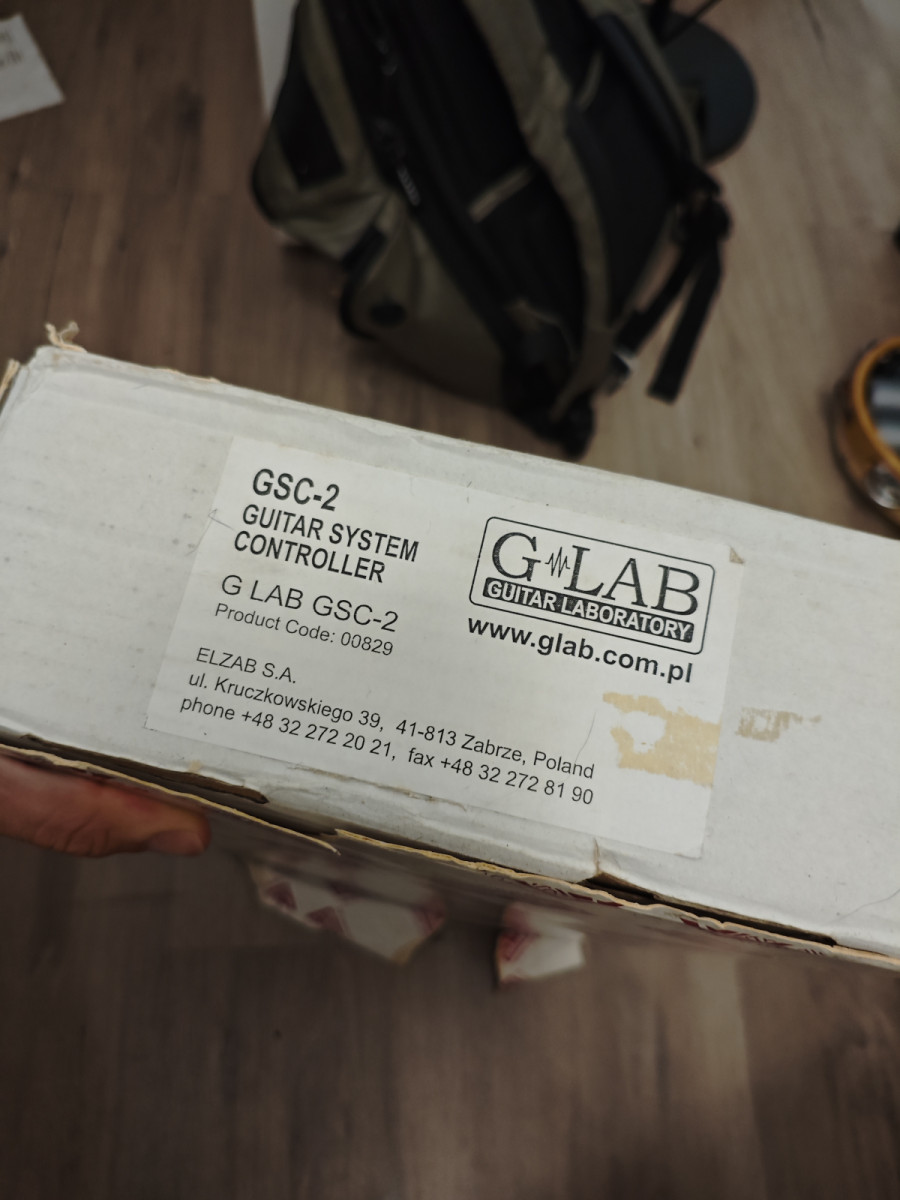 GSC-2
GUITAR SYSTEM
CONTROLLER
G LAB GSC-2
Product Code: 00829
ELZAB S.A.
ul. Kruczkowskiego 39, 41-813 Zabrze, Poland
phone +48 32 272 20 21, fax +48 32 272 81 90
G LAB
GUITAR LABORATORY
www.glab.com.pl